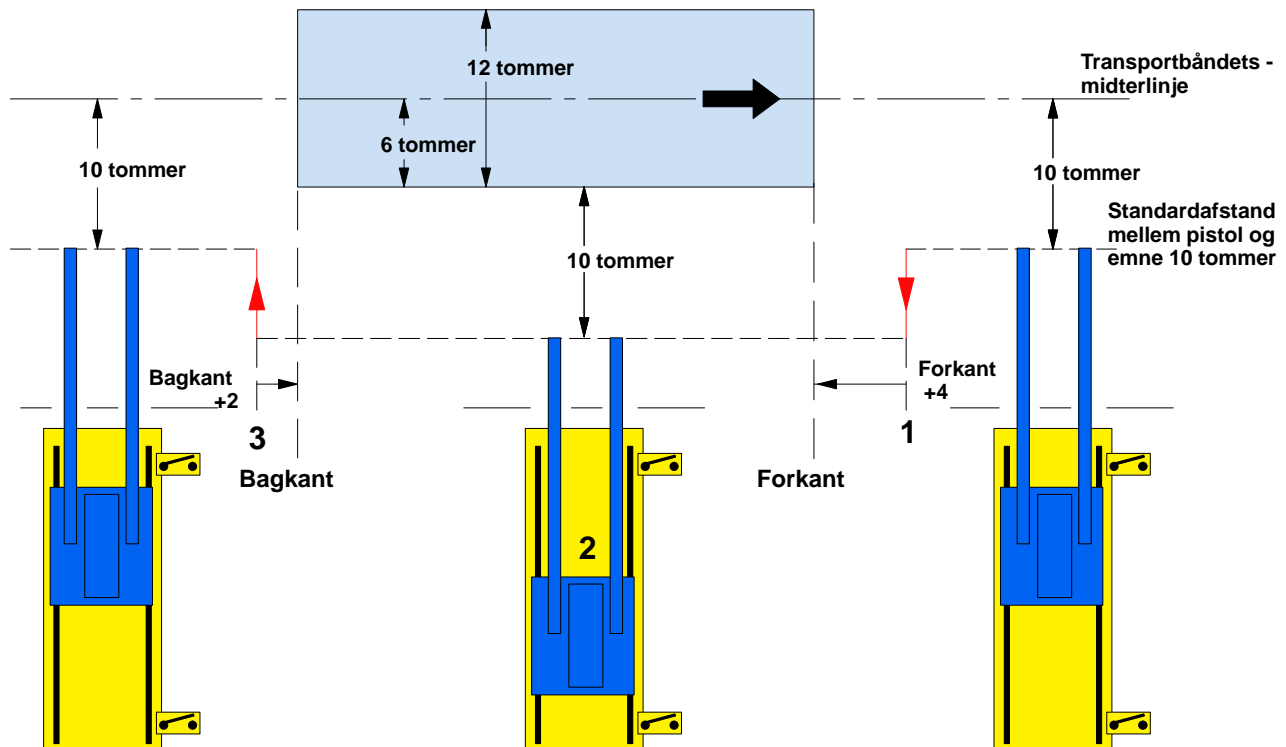 12 tommer
Transportbåndets -
midterlinje
6 tommer
10 tommer
10 tommer
Standardafstand
mellem pistol og
emne 10 tommer
10 tommer
Bagkant
+2
Forkant
+4
3
1
Bagkant
Forkant
2